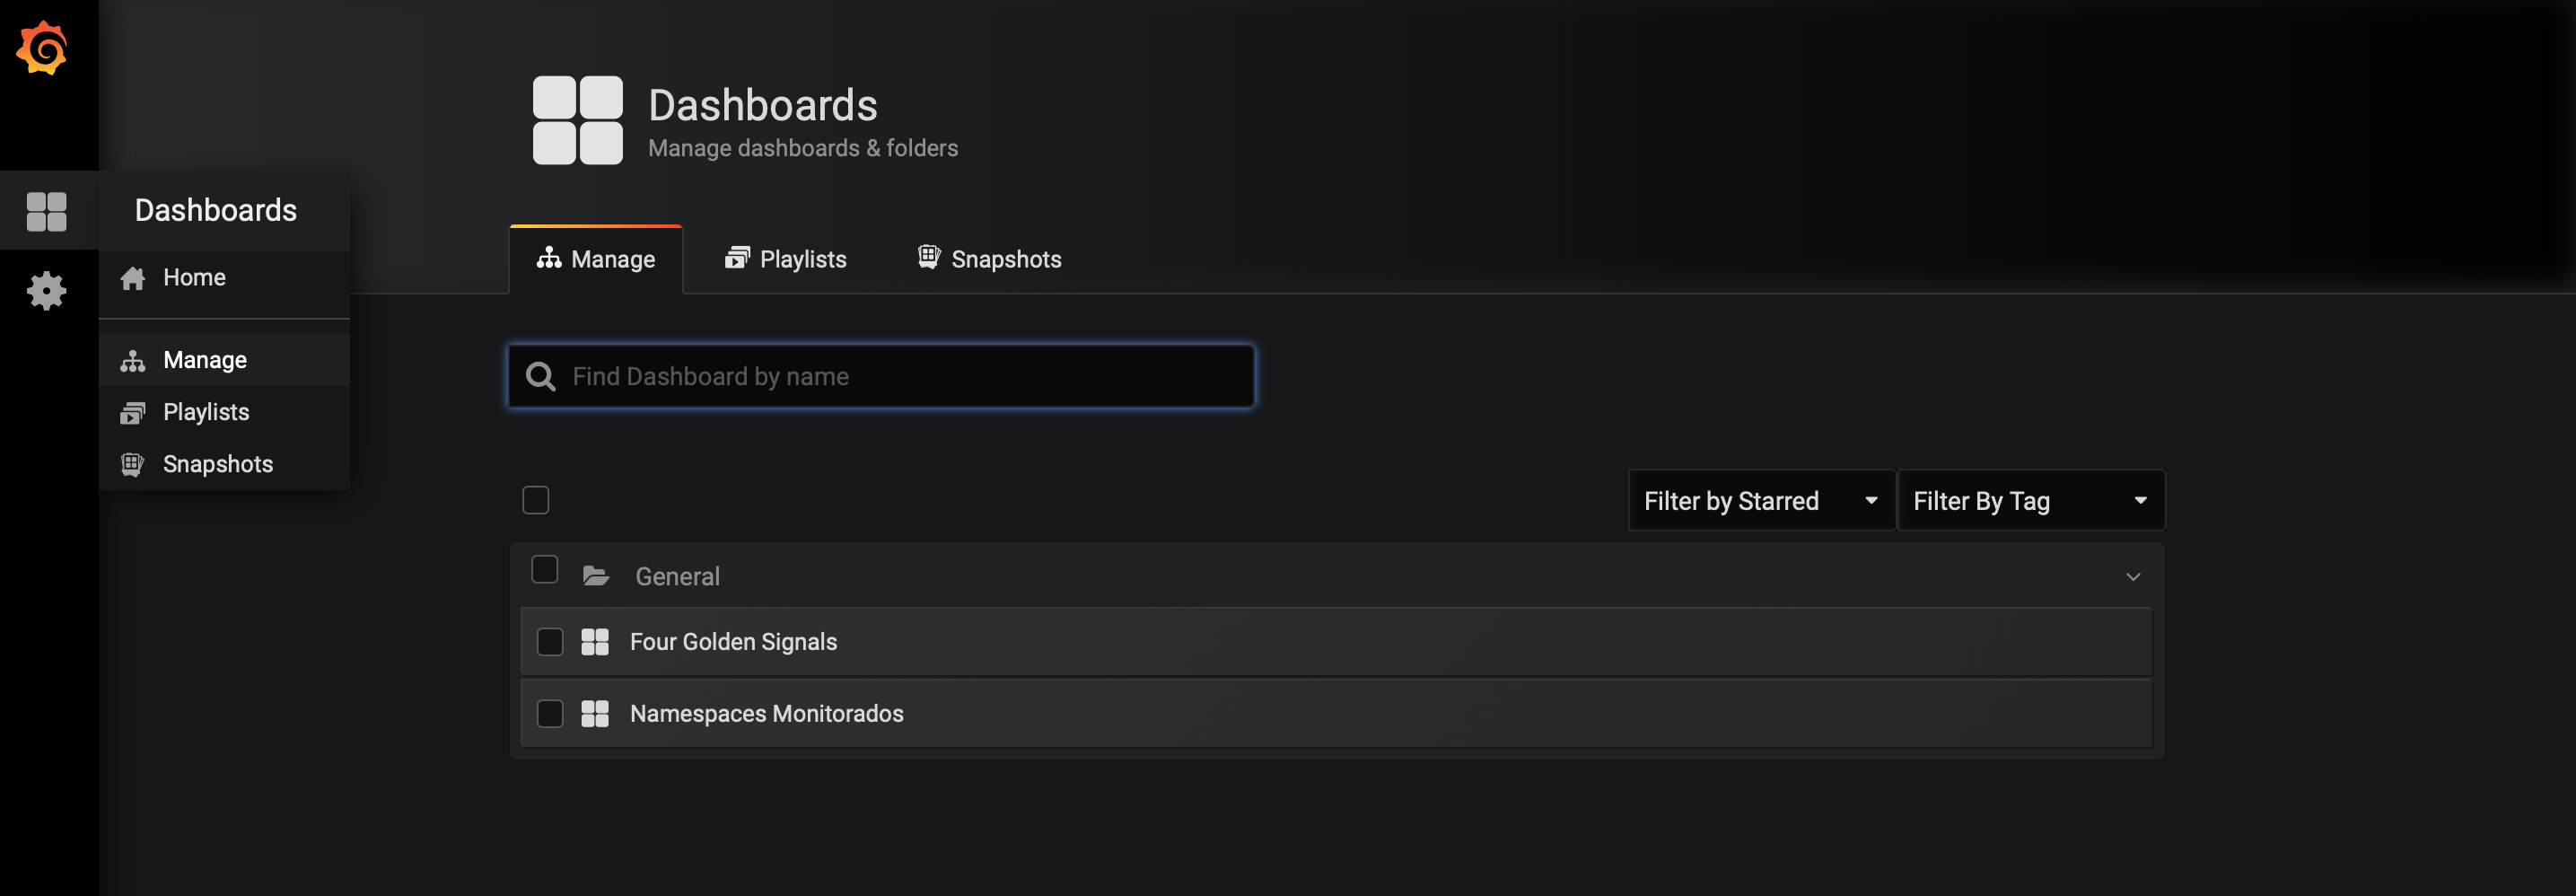 Dashboards
Manage dashboards & folders
Dashboards
Home
Manage
Playlists
Snapshots
Manage
Playlists
Snapshots
Find Dashboard by name
Filter by Starred
Filter By Tag
General
Four Golden Signals
Namespaces Monitorados